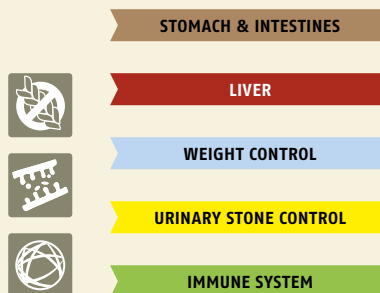 STOMACH & INTESTINES
LIVER
WEIGHT CONTROL
URINARY STONE CONTROL
IMMUNE SYSTEM